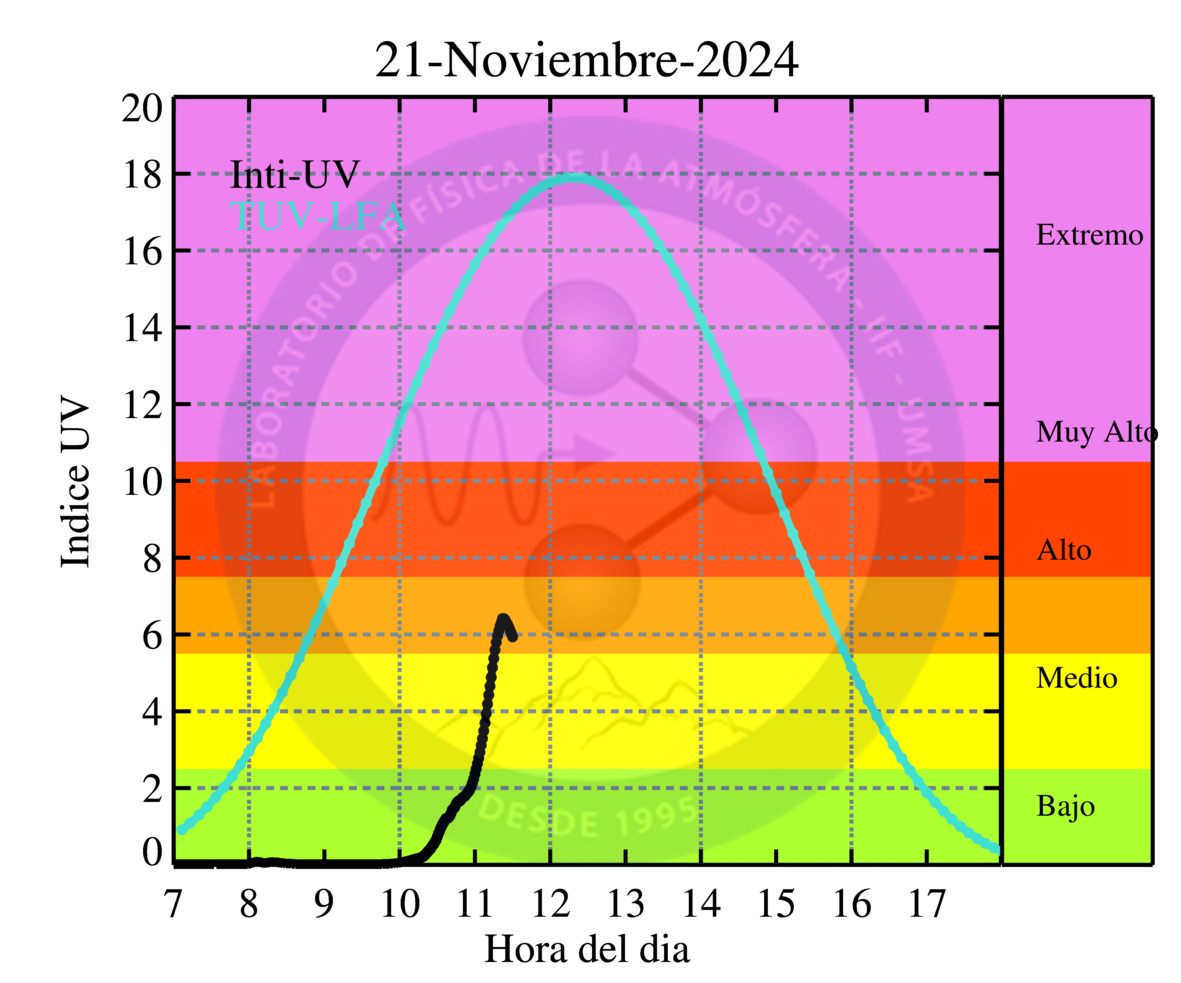 21-Noviembre-2024
20
18
16
14
12
10
8
6
4
2
0
Indice UV
Inti-UV
TUV-LFA
LABORATORIO DE FÍSICA DE LA ATMÓSFERA - IIF - UMSA
DESDE 1995
Extremo
Muy Alto
Alto
Medio
Bajo
7 8 9 10 11 12 13 14 15 16 17
Hora del dia